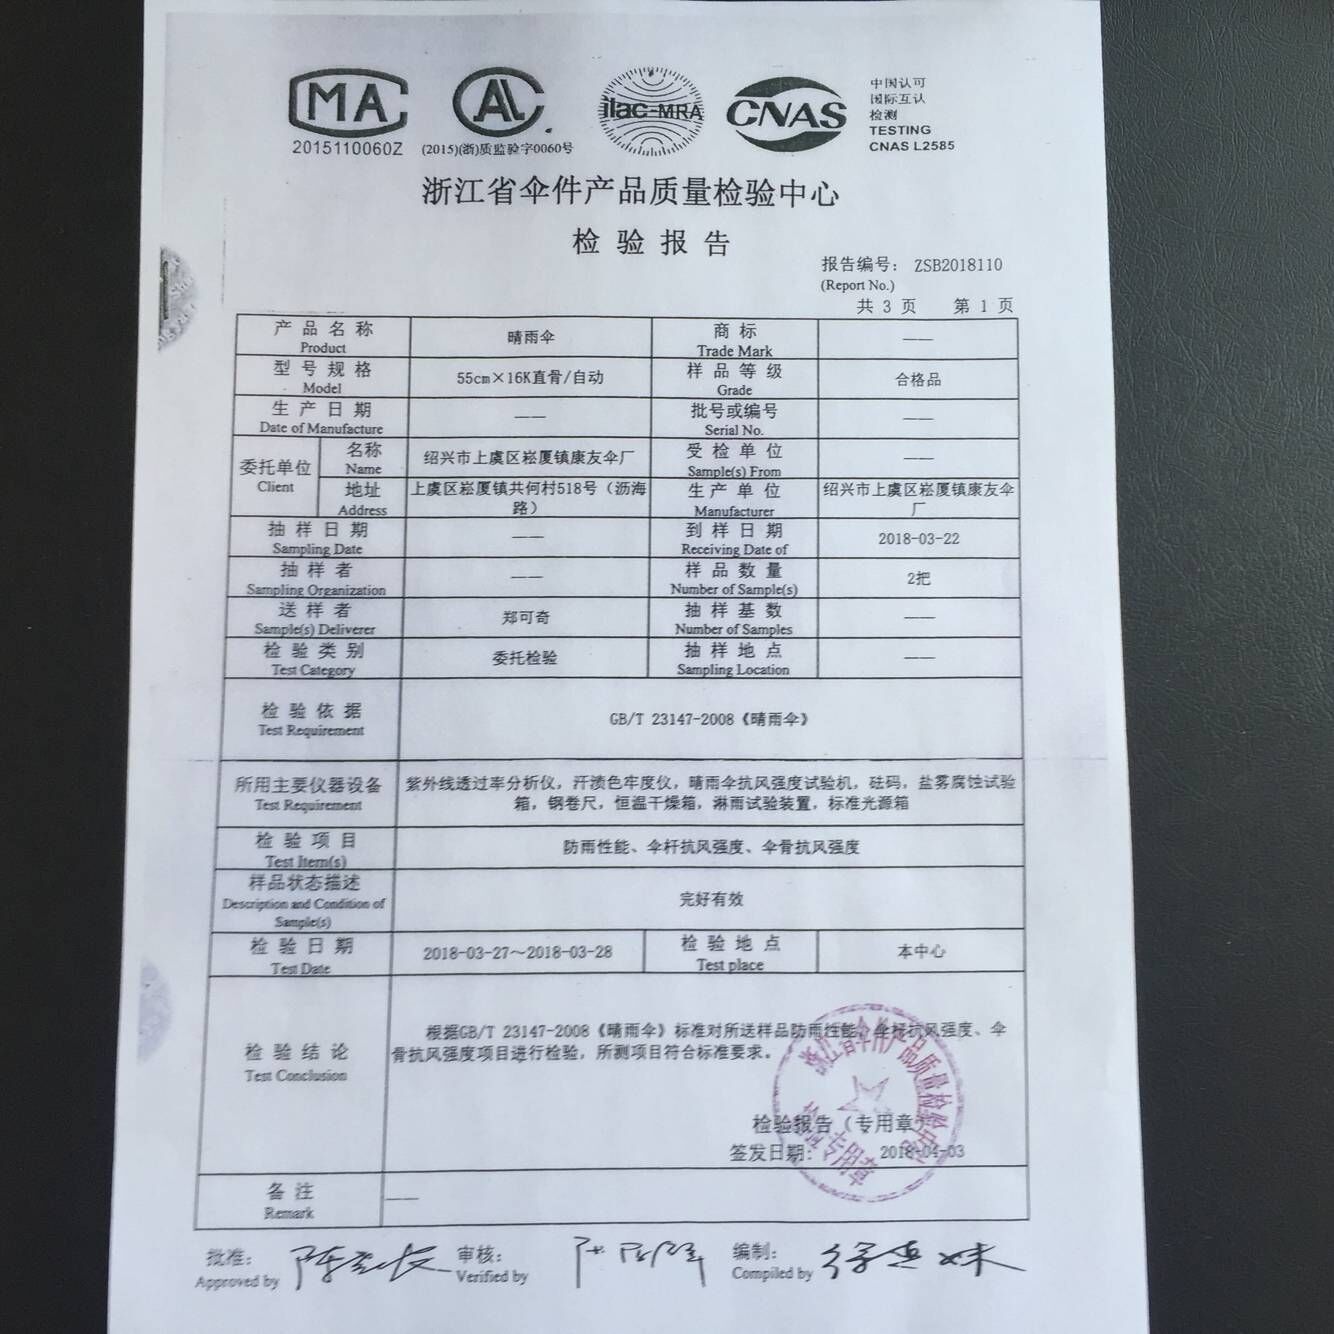 MA
2015110060Z
CAL
(2015)(浙)质监验字0060号
ilac-MRA
CNAS
中国认可
国际互认
检测
TESTING
CNAS L2585
浙江省伞件产品质量检验中心
检验报告
报告编号： ZSB2018110
(Report No.)
共 3 页 第 1 页
产品名称
Product
晴雨伞
商标
Trade Mark
——
型号规格
Model
55cm×16K直骨/自动
样品等级
Grade
合格品
生产日期
Date of Manufacture
——
批号或编号
Serial No.
——
委托单位
Client
名称
Name
绍兴市上虞区崧厦镇康友伞厂
受检单位
Sample(s) From
——
地址
Address
上虞区崧厦镇共何村518号（沥海
路）
生产单位
Manufacturer
绍兴市上虞区崧厦镇康友伞
厂
抽样日期
Sampling Date
——
到样日期
Receiving Date of
2018-03-22
抽样者
Sampling Organization
——
样品数量
Number of Sample(s)
2把
送样者
Sample(s) Deliverer
郑可奇
抽样基数
Number of Samples
——
检验类别
Test Category
委托检验
抽样地点
Sampling Location
——
检验依据
Test Requirement
GB/T 23147-2008《晴雨伞》
所用主要仪器设备
Test Requirement
紫外线透过率分析仪，汗渍色牢度仪，晴雨伞抗风强度试验机，砝码，盐雾腐蚀试验
箱，钢卷尺，恒温干燥箱，淋雨试验装置，标准光源箱
检验项目
Test Item(s)
防雨性能、伞杆抗风强度、伞骨抗风强度
样品状态描述
Description and Condition of
Sample(s)
完好有效
检验日期
Test Date
2018-03-27～2018-03-28
检验地点
Test place
本中心
检验结论
Test Conclusion
根据GB/T 23147-2008《晴雨伞》标准对所送样品防雨性能、伞杆抗风强度、伞
骨抗风强度项目进行检验，所测项目符合标准要求。
浙江省伞件产品质量检验中心
检验报告（专用章）
签发日期： 2018-04-03
专用章
备注
Remark
——
批准：
Approved by
审核：
Verified by
编制：
Compiled by